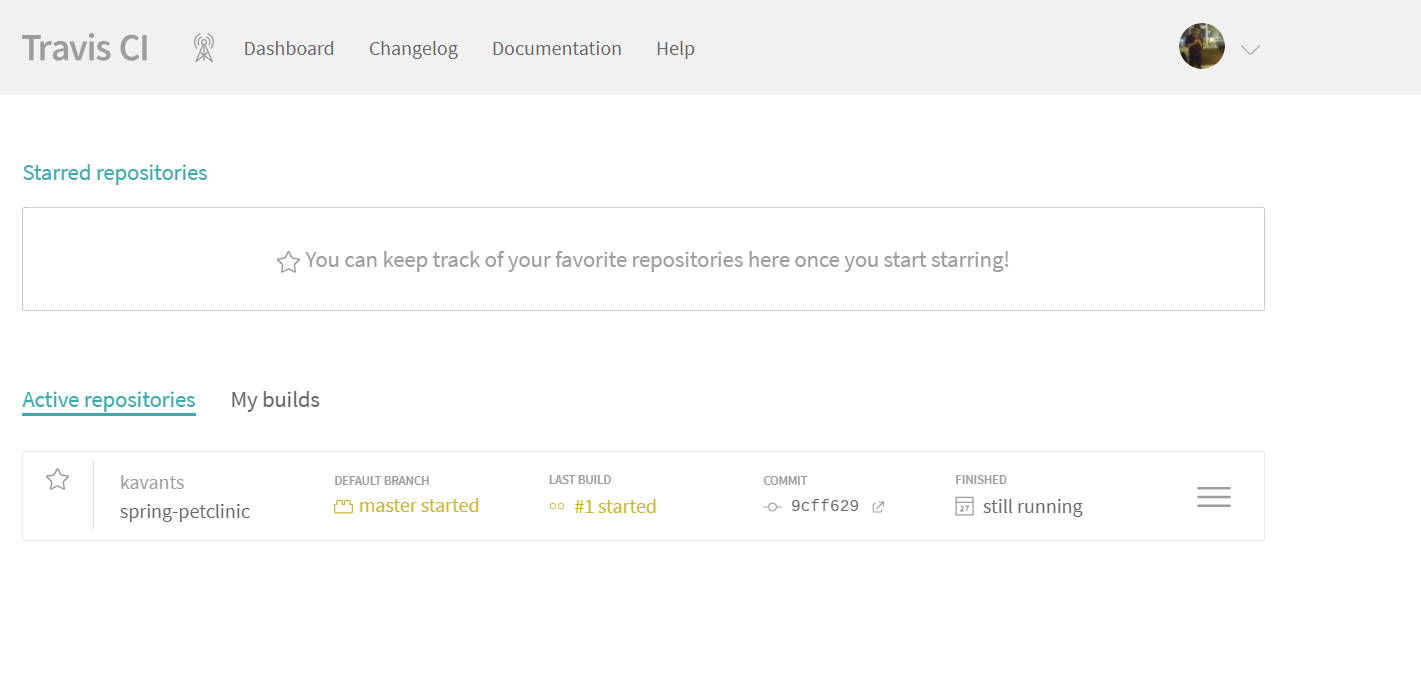 Travis CI Dashboard Changelog Documentation Help
Starred repositories
You can keep track of your favorite repositories here once you start starring!
Active repositories My builds
kavants
spring-petclinic
DEFAULT BRANCH
master started
LAST BUILD
#1 started
COMMIT
9cff629
FINISHED
27 still running